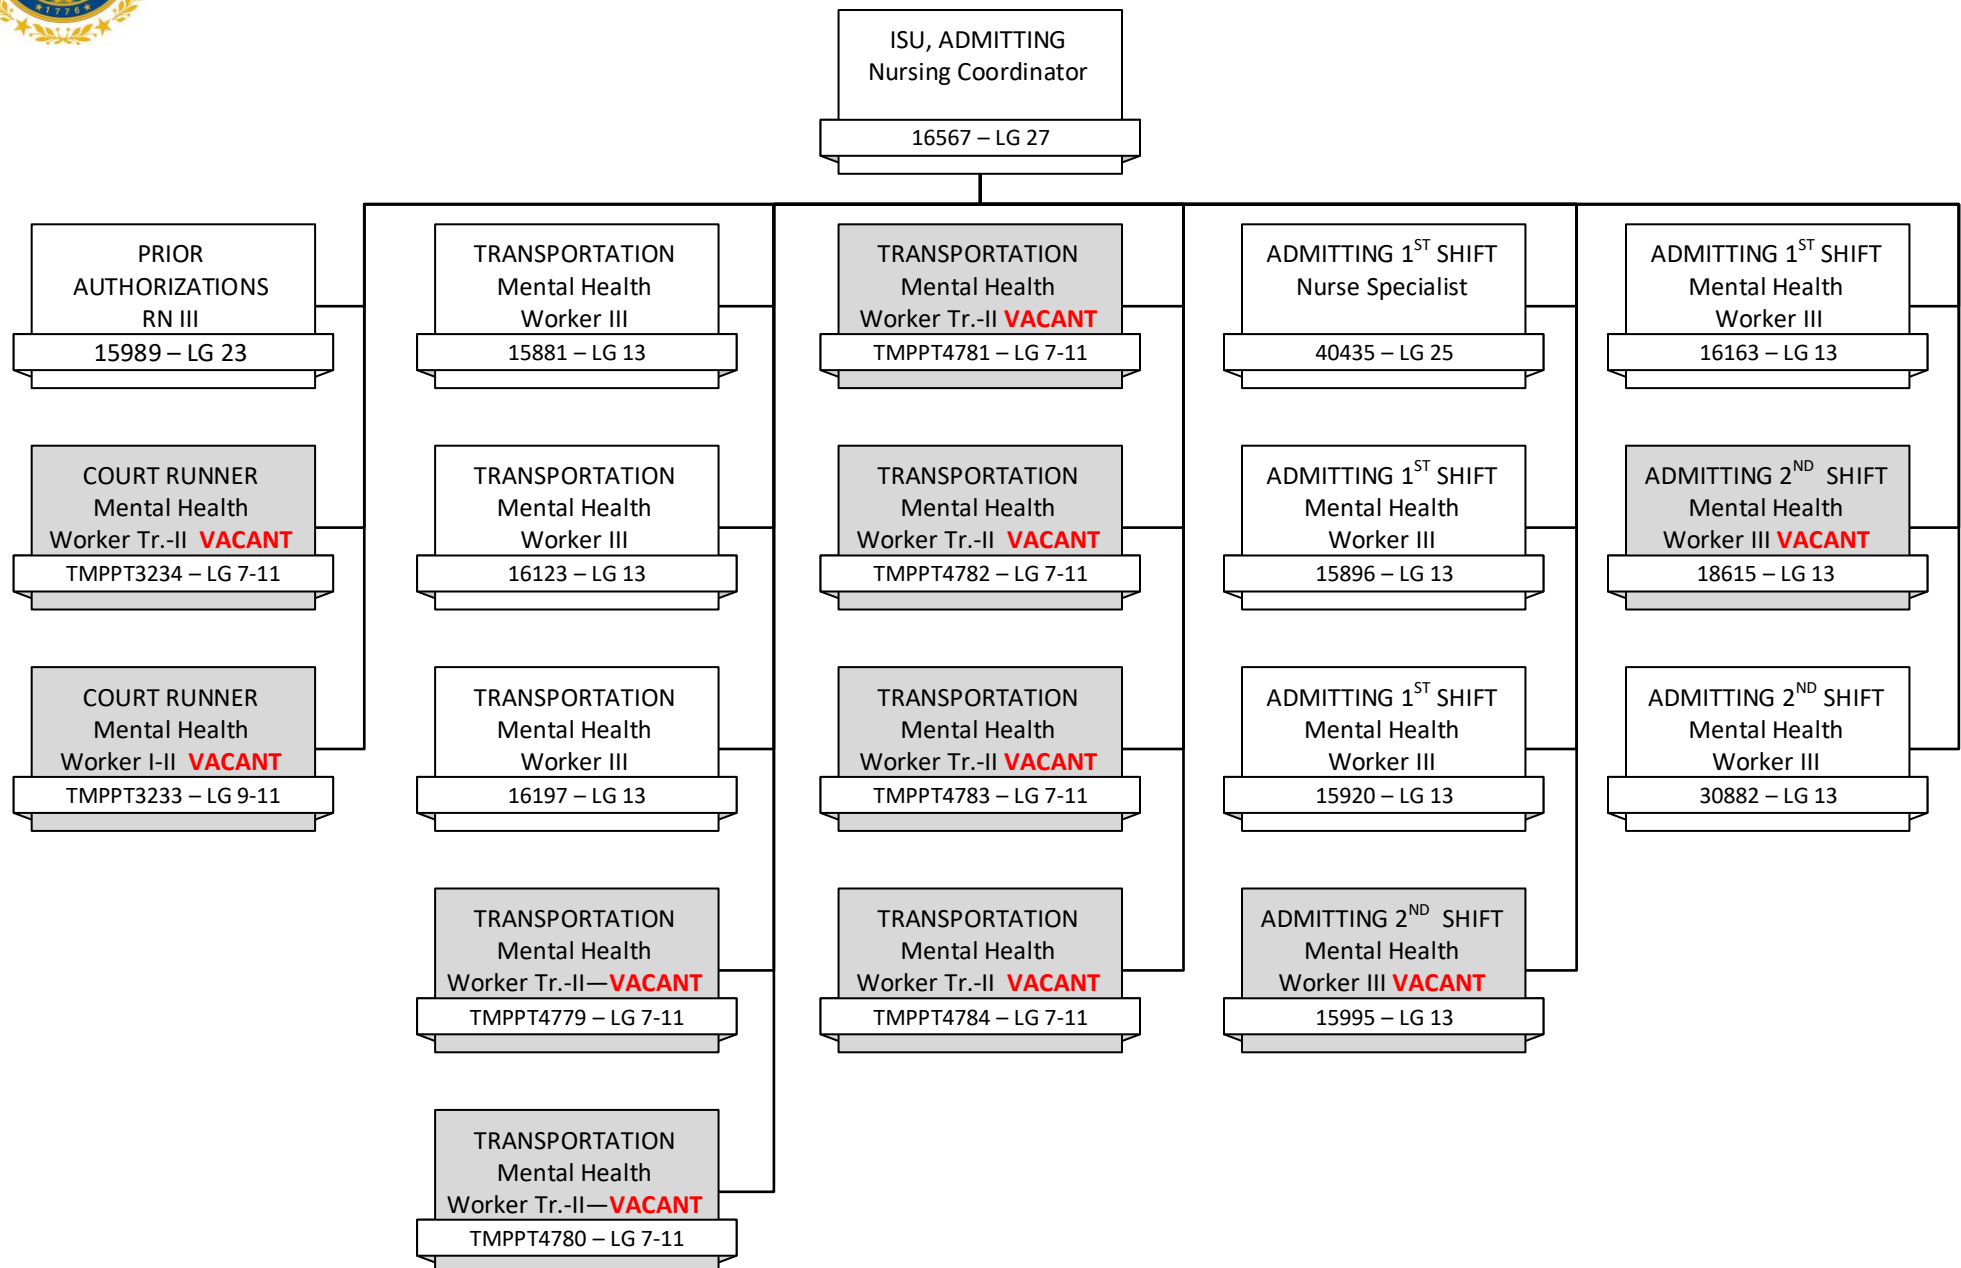 ★ 1 7 7 6 ★
ISU, ADMITTING
Nursing Coordinator
16567 – LG 27
PRIOR
AUTHORIZATIONS
RN III
15989 – LG 23
TRANSPORTATION
Mental Health
Worker III
15881 – LG 13
TRANSPORTATION
Mental Health
Worker Tr.-II VACANT
TMPPT4781 – LG 7-11
ADMITTING 1ST SHIFT
Nurse Specialist
40435 – LG 25
ADMITTING 1ST SHIFT
Mental Health
Worker III
16163 – LG 13
COURT RUNNER
Mental Health
Worker Tr.-II VACANT
TMPPT3234 – LG 7-11
TRANSPORTATION
Mental Health
Worker III
16123 – LG 13
TRANSPORTATION
Mental Health
Worker Tr.-II VACANT
TMPPT4782 – LG 7-11
ADMITTING 1ST SHIFT
Mental Health
Worker III
15896 – LG 13
ADMITTING 2ND SHIFT
Mental Health
Worker III VACANT
18615 – LG 13
COURT RUNNER
Mental Health
Worker I-II VACANT
TMPPT3233 – LG 9-11
TRANSPORTATION
Mental Health
Worker III
16197 – LG 13
TRANSPORTATION
Mental Health
Worker Tr.-II VACANT
TMPPT4783 – LG 7-11
ADMITTING 1ST SHIFT
Mental Health
Worker III
15920 – LG 13
ADMITTING 2ND SHIFT
Mental Health
Worker III
30882 – LG 13
TRANSPORTATION
Mental Health
Worker Tr.-II—VACANT
TMPPT4779 – LG 7-11
TRANSPORTATION
Mental Health
Worker Tr.-II VACANT
TMPPT4784 – LG 7-11
ADMITTING 2ND SHIFT
Mental Health
Worker III VACANT
15995 – LG 13
TRANSPORTATION
Mental Health
Worker Tr.-II—VACANT
TMPPT4780 – LG 7-11